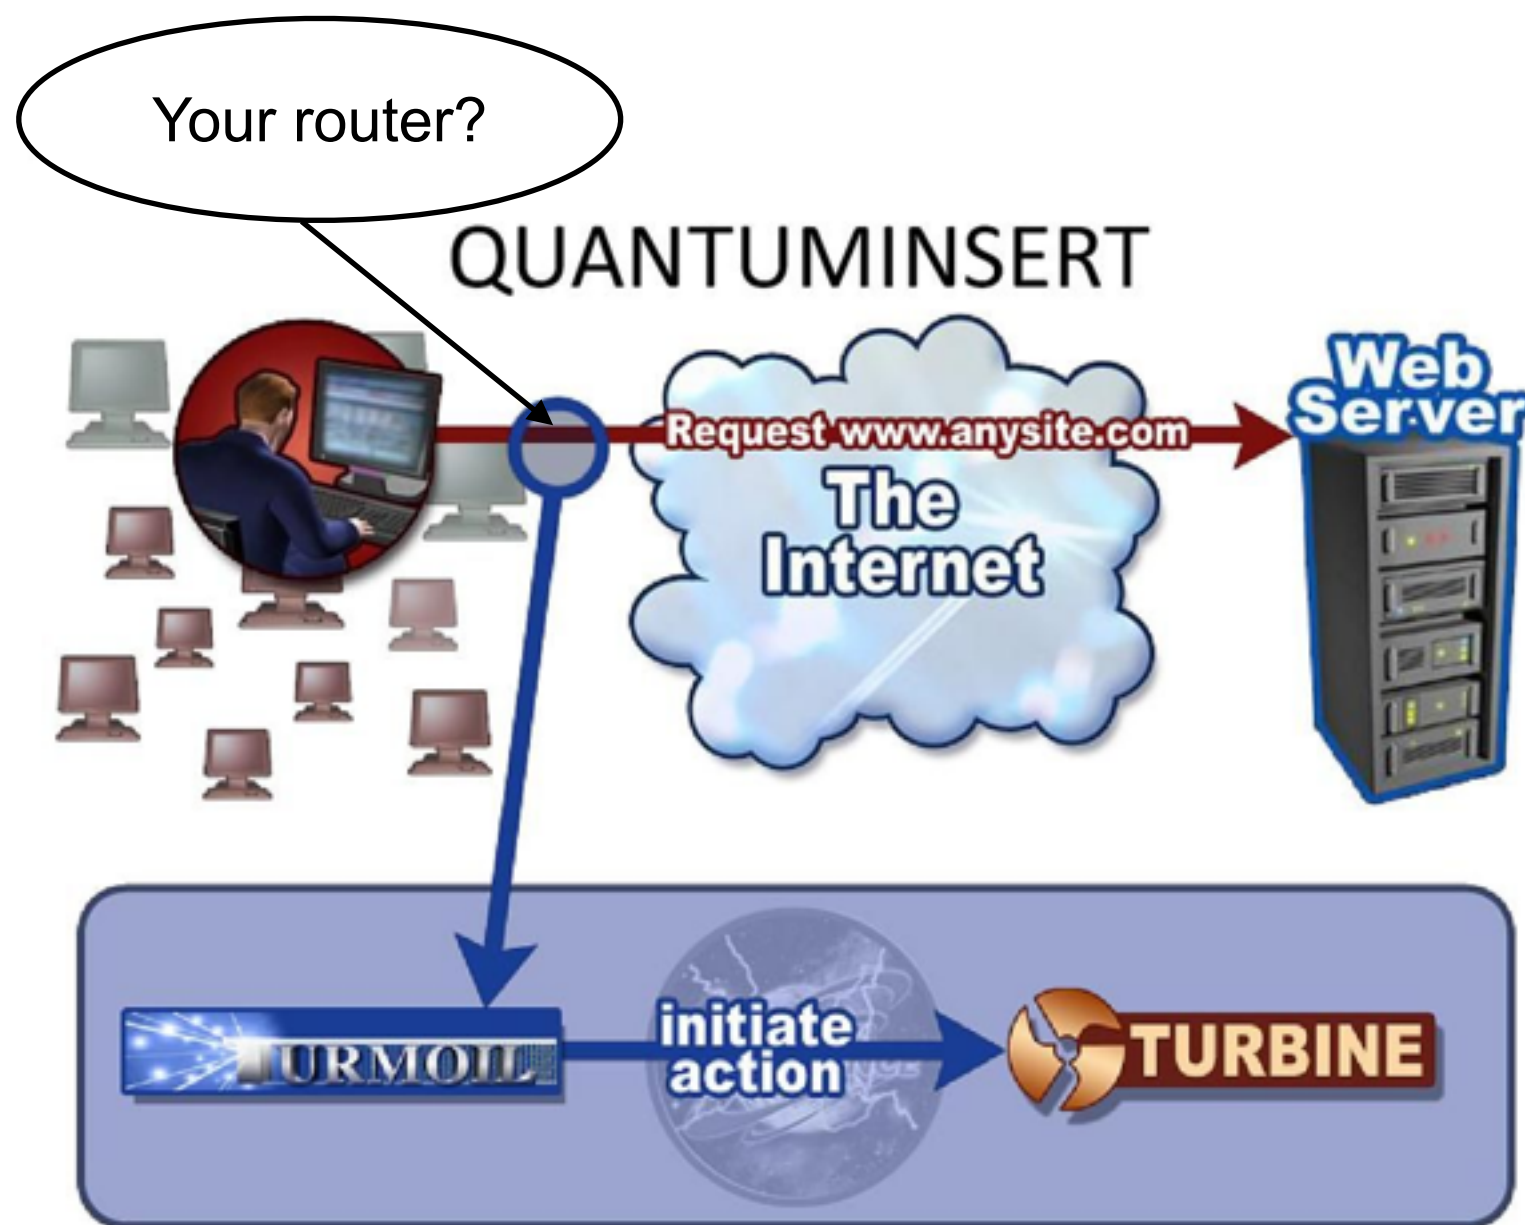 Your router?
QUANTUMINSERT
Web
Server
Request www.anysite.com
The
Internet
TURMOIL
initiate
action
TURBINE